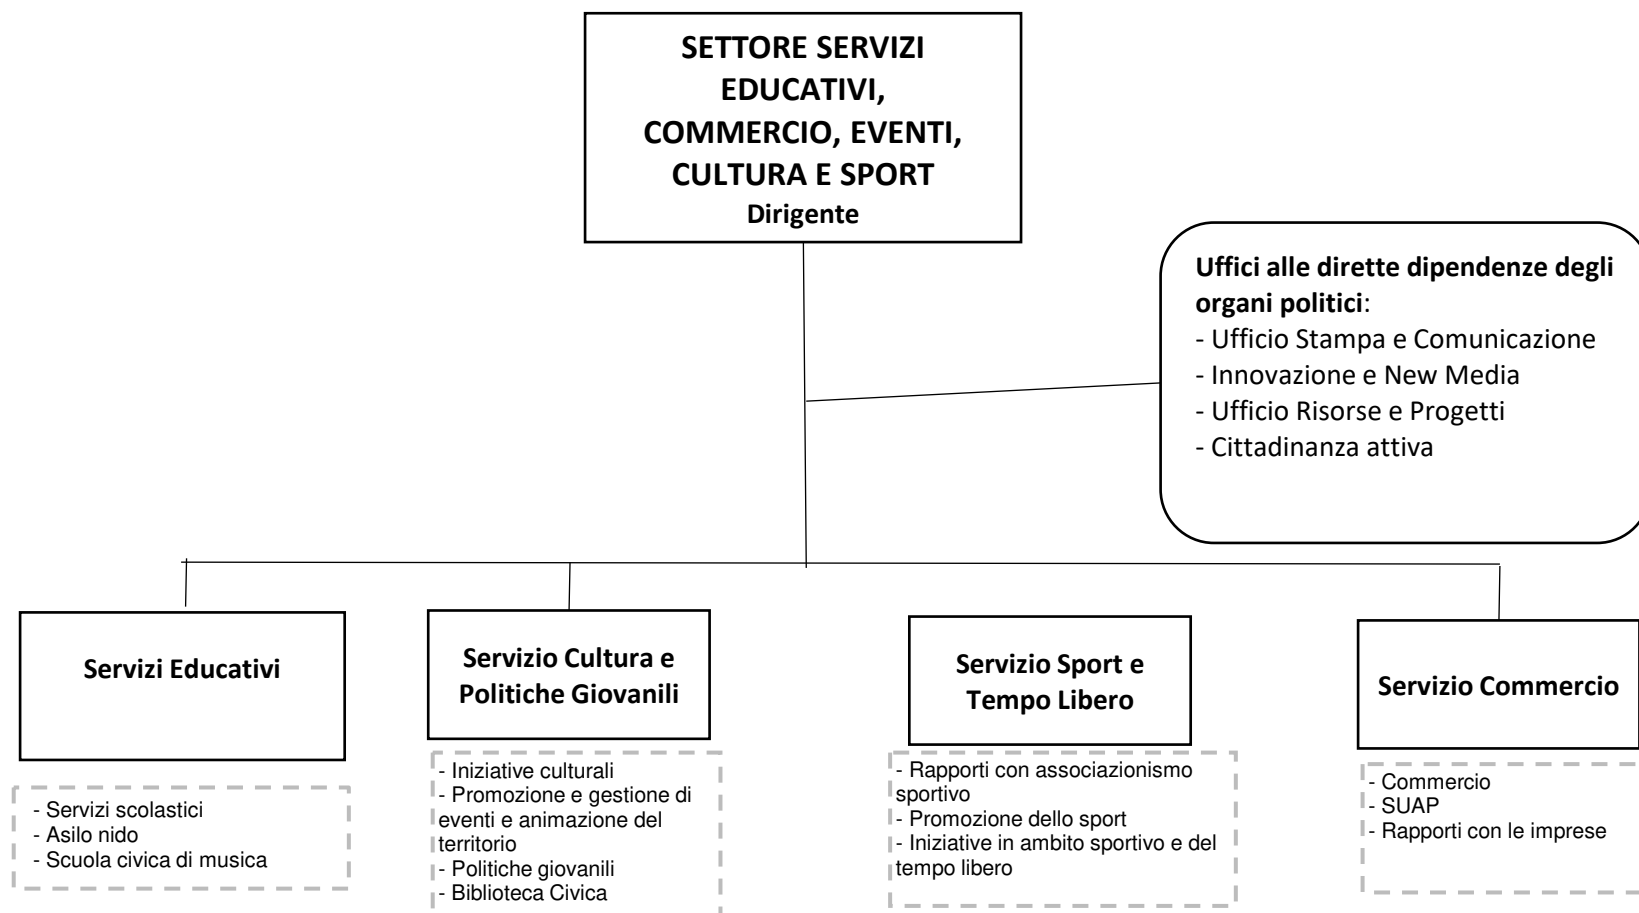 SETTORE SERVIZI
EDUCATIVI,
COMMERCIO, EVENTI,
CULTURA E SPORT
Dirigente
Uffici alle dirette dipendenze degli
organi politici:
- Ufficio Stampa e Comunicazione
- Innovazione e New Media
- Ufficio Risorse e Progetti
- Cittadinanza attiva
Servizi Educativi
- Servizi scolastici
- Asilo nido
- Scuola civica di musica
Servizio Cultura e
Politiche Giovanili
- Iniziative culturali
- Promozione e gestione di
eventi e animazione del
territorio
- Politiche giovanili
- Biblioteca Civica
Servizio Sport e
Tempo Libero
- Rapporti con associazionismo
sportivo
- Promozione dello sport
- Iniziative in ambito sportivo e del
tempo libero
Servizio Commercio
- Commercio
- SUAP
- Rapporti con le imprese